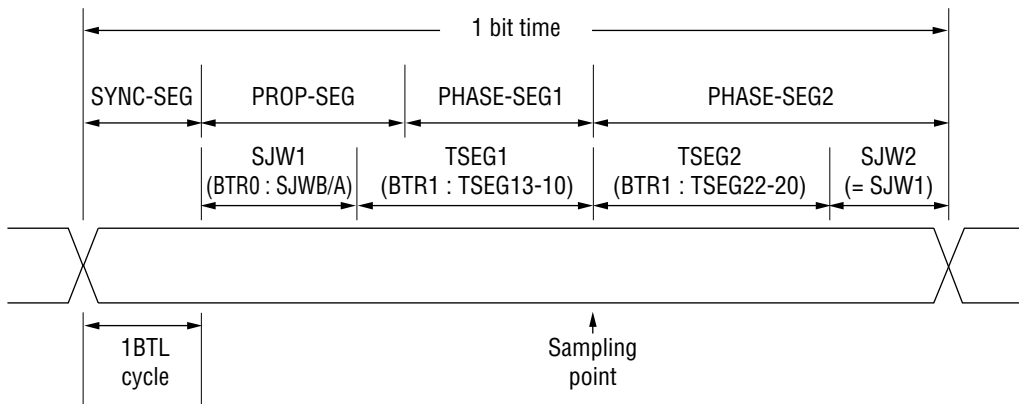 1 bit time
SYNC-SEG PROP-SEG PHASE-SEG1 PHASE-SEG2
SJW1
(BTR0 : SJWB/A)
TSEG1
(BTR1 : TSEG13-10)
TSEG2
(BTR1 : TSEG22-20)
SJW2
(= SJW1)
1BTL
cycle
Sampling
point